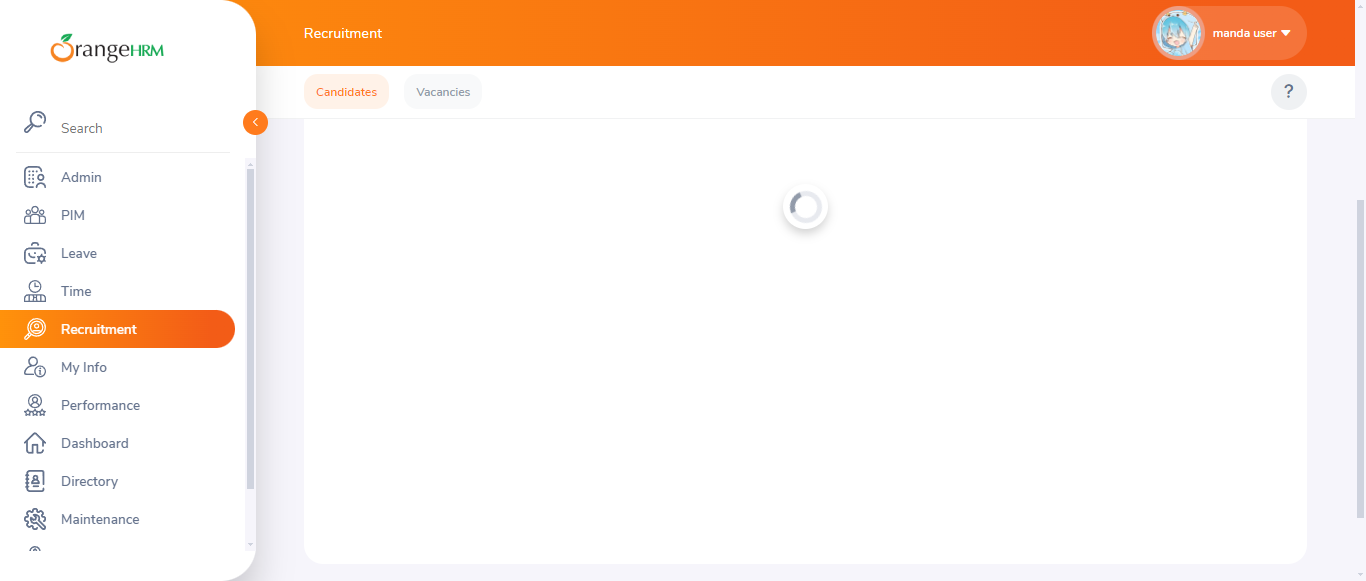 OrangeHRM
Search
Admin
PIM
Leave
Time
Recruitment
My Info
Performance
Dashboard
Directory
Maintenance
Recruitment
manda user
Candidates
Vacancies
?